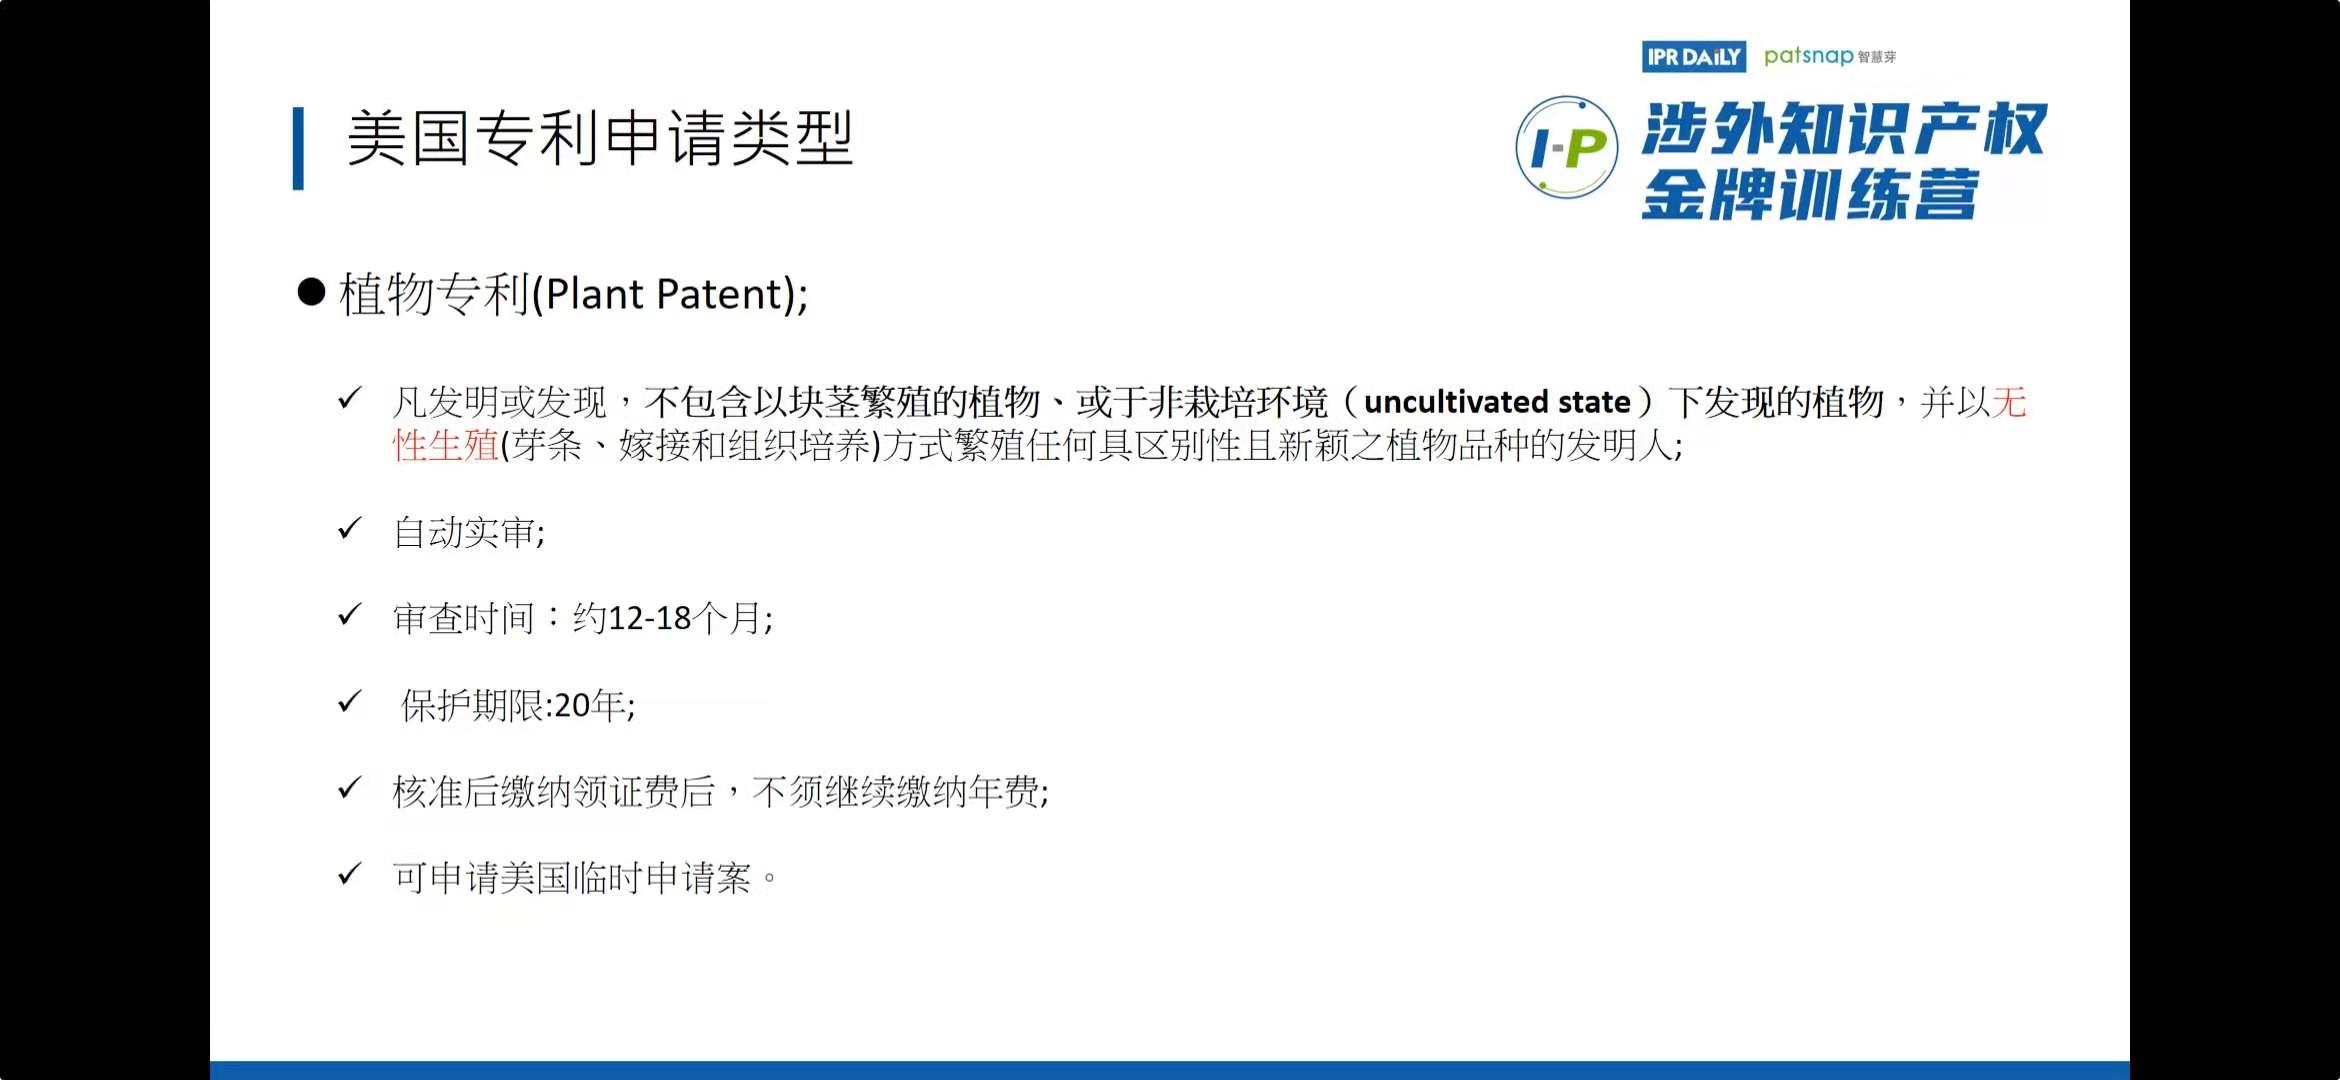 IPR DAiLY patsnap 智慧芽
美国专利申请类型
I-P 涉外知识产权
金牌训练营
● 植物专利(Plant Patent);
✓ 凡发明或发现，不包含以块茎繁殖的植物、或于非栽培环境（uncultivated state）下发现的植物，并以无
性生殖(芽条、嫁接和组织培养)方式繁殖任何具区别性且新颖之植物品种的发明人;
✓ 自动实审;
✓ 审查时间：约12-18个月;
✓ 保护期限:20年;
✓ 核准后缴纳领证费后，不须继续缴纳年费;
✓ 可申请美国临时申请案。